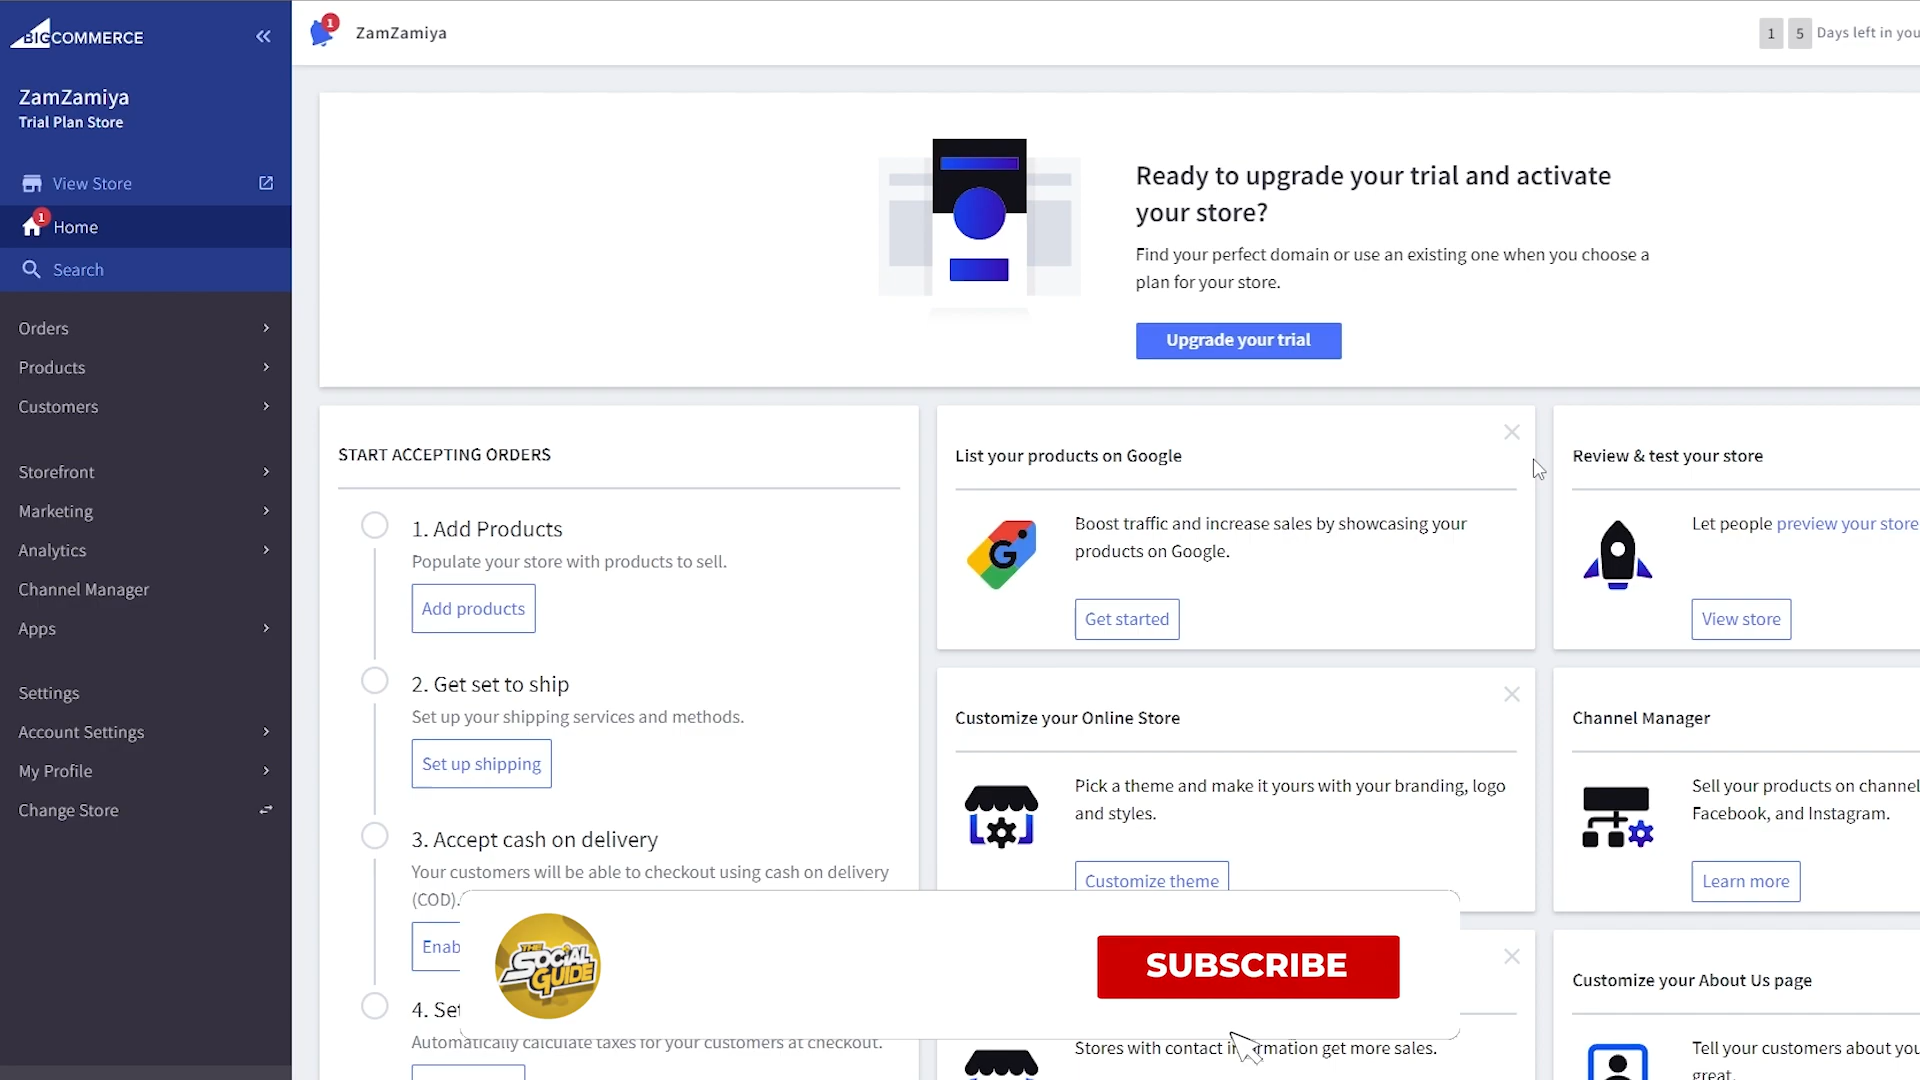 BIGCOMMERCE
ZamZamiya
Trial Plan Store
View Store
1
Home
Search
Orders
Products
Customers
Storefront
Marketing
Analytics
Channel Manager
Apps
Settings
Account Settings
My Profile
Change Store
1
ZamZamiya
1 5 Days left in you
Ready to upgrade your trial and activate
your store?
Find your perfect domain or use an existing one when you choose a
plan for your store.
Upgrade your trial
START ACCEPTING ORDERS
1. Add Products
Populate your store with products to sell.
Add products
2. Get set to ship
Set up your shipping services and methods.
Set up shipping
3. Accept cash on delivery
Your customers will be able to checkout using cash on delivery
(COD).
Enab
4. Set
Automatically calculate taxes for your customers at checkout.
List your products on Google
G
Boost traffic and increase sales by showcasing your
products on Google.
Get started
Customize your Online Store
Pick a theme and make it yours with your branding, logo
and styles.
Customize theme
Stores with contact information get more sales.
Review & test your store
Let people preview your store
View store
Channel Manager
Sell your products on channel
Facebook, and Instagram.
Learn more
Customize your About Us page
Tell your customers about you
great.
THE
SOCIAL
GUIDE
SUBSCRIBE